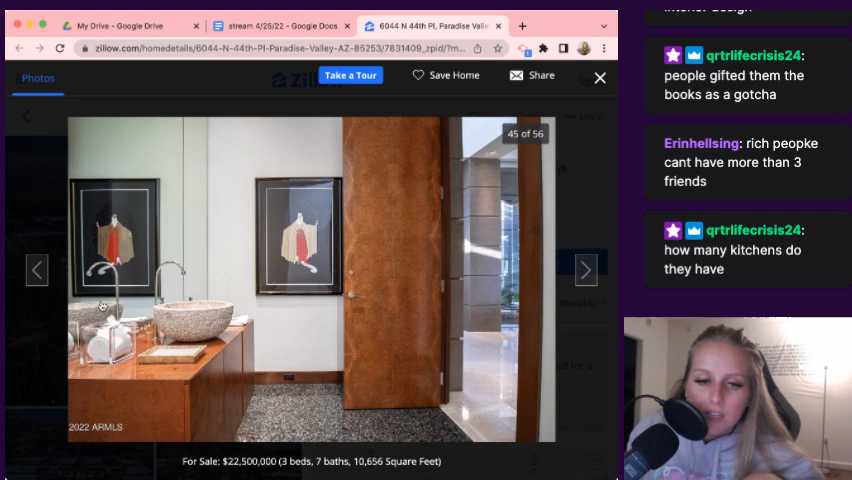 My Drive - Google Drive
stream 4/25/22 - Google Docs
6044 N 44th Pl, Paradise Valle
zillow.com/homedetails/6044-N-44th-Pl-Paradise-Valley-AZ-85253/7831409_zpid/?m...
Photos
Take a Tour
Save Home
Share
45 of 56
2022 ARMLS
For Sale: $22,500,000 (3 beds, 7 baths, 10,656 Square Feet)
interior design
qrtrlifecrisis24:
people gifted them the
books as a gotcha
Erinhellsing: rich peopke
cant have more than 3
friends
qrtrlifecrisis24:
how many kitchens do
they have